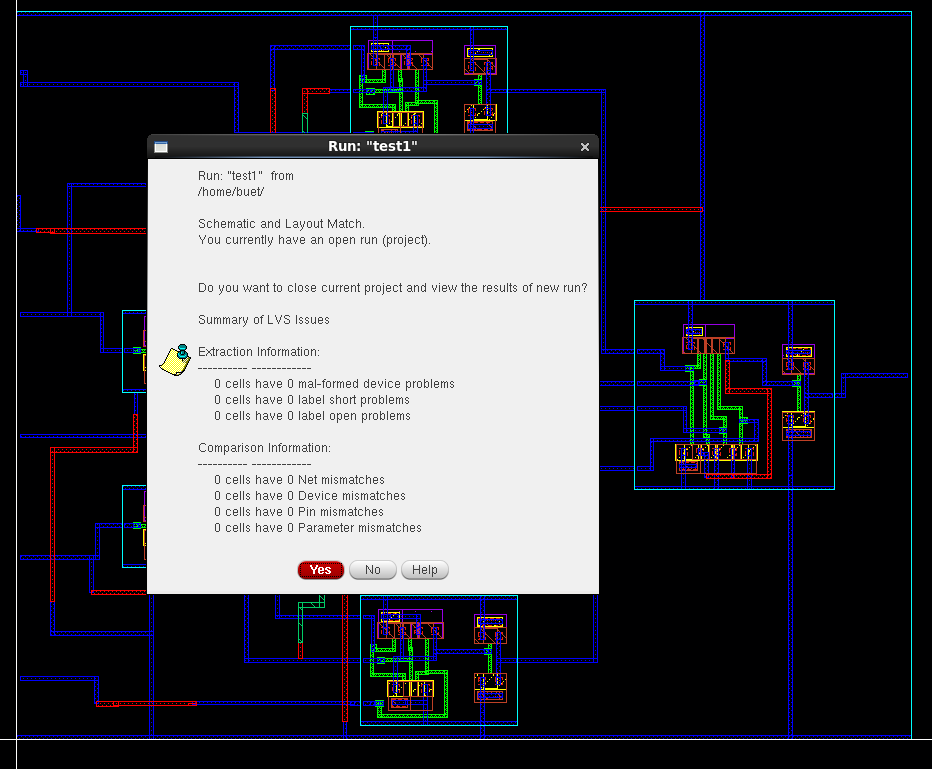 Run: "test1"
Run: "test1"  from
/home/buet/
Schematic and Layout Match.
You currently have an open run (project).
Do you want to close current project and view the results of new run?
Summary of LVS Issues
Extraction Information:
---------- ------------
0 cells have 0 mal-formed device problems
0 cells have 0 label short problems
0 cells have 0 label open problems
Comparison Information:
---------- ------------
0 cells have 0 Net mismatches
0 cells have 0 Device mismatches
0 cells have 0 Pin mismatches
0 cells have 0 Parameter mismatches
Yes No Help